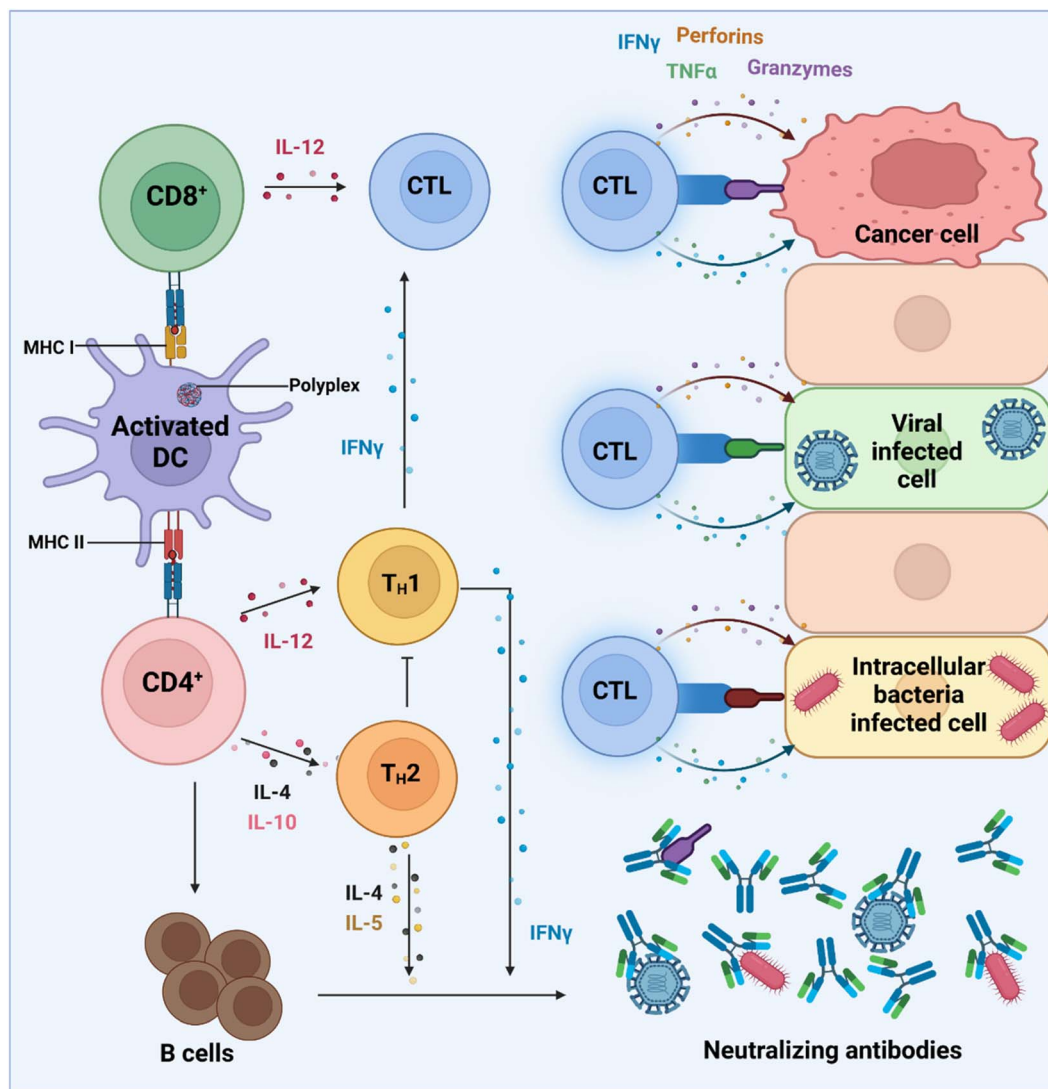 IFNγ
Perforins
TNFα
Granzymes
CD8⁺
IL-12
CTL
CTL
Cancer cell
MHC I
Polyplex
Activated
DC
IFNγ
CTL
Viral
infected
cell
MHC II
T_H1
IL-12
CD4⁺
CTL
Intracellular
bacteria
infected cell
T_H2
IL-4
IL-10
IL-4
IL-5
IFNγ
B cells
Neutralizing antibodies